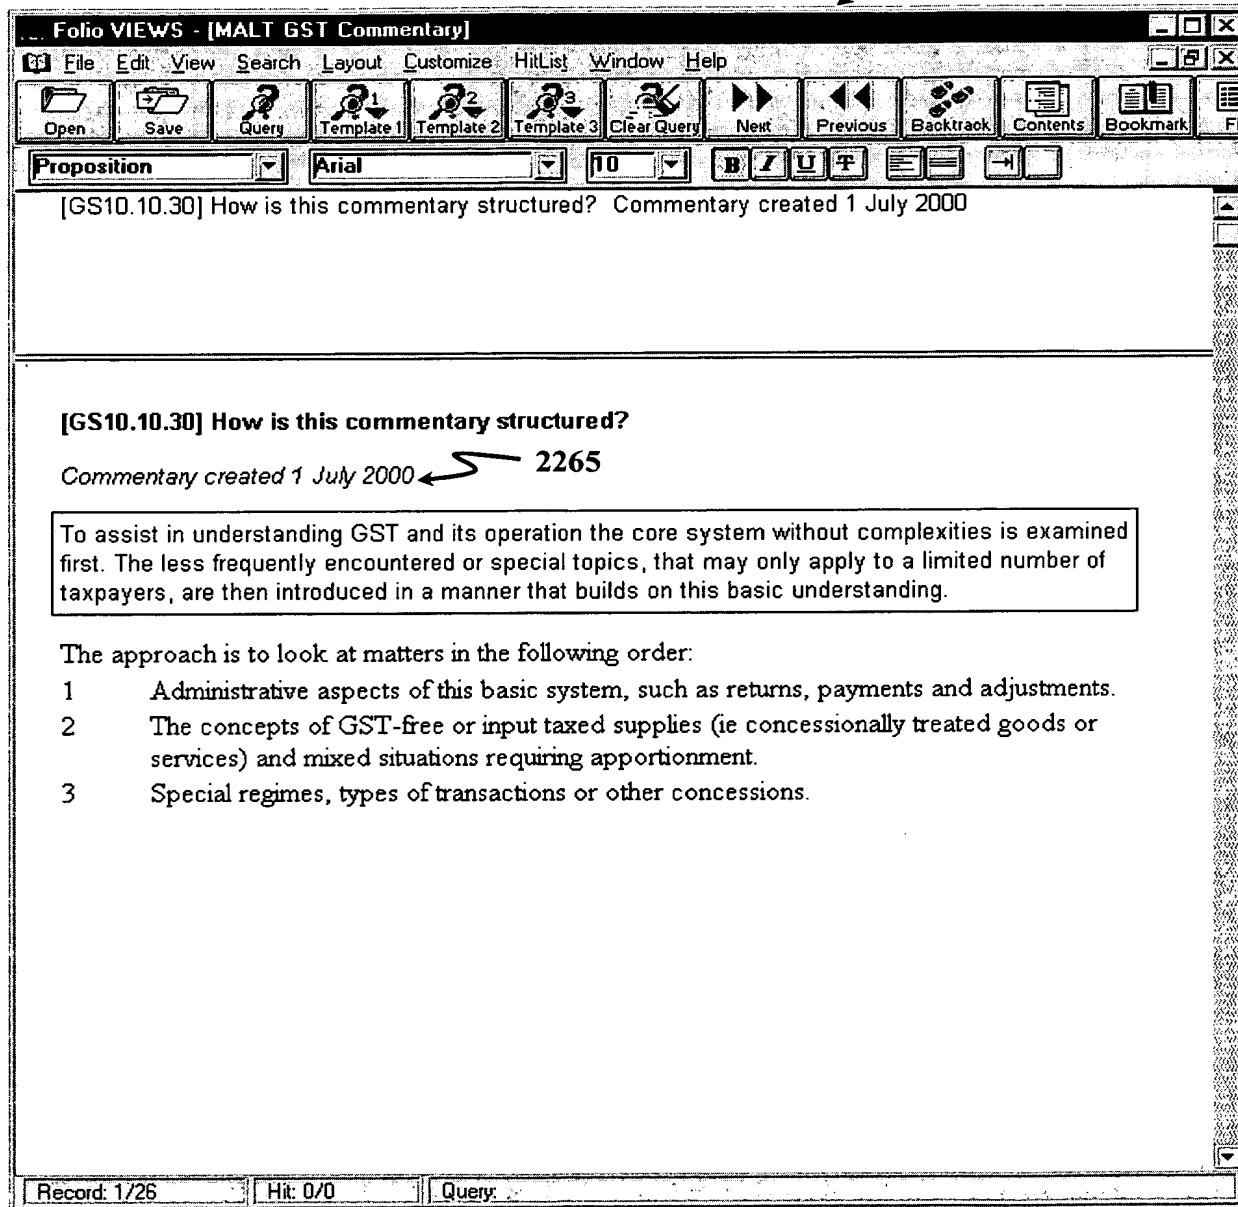 Folio VIEWS - [MALT GST Commentary]
File Edit View Search Layout Customize HitList Window Help
Open Save Query Template 1 Template 2 Template 3 Clear Query Next Previous Backtrack Contents Bookmark
Proposition Arial 10 B I U T
[GS10.10.30] How is this commentary structured? Commentary created 1 July 2000
[GS10.10.30] How is this commentary structured?
Commentary created 1 July 2000 2265
To assist in understanding GST and its operation the core system without complexities is examined
first. The less frequently encountered or special topics, that may only apply to a limited number of
taxpayers, are then introduced in a manner that builds on this basic understanding.
The approach is to look at matters in the following order:
1 Administrative aspects of this basic system, such as returns, payments and adjustments.
2 The concepts of GST-free or input taxed supplies (ie concessionally treated goods or
services) and mixed situations requiring apportionment.
3 Special regimes, types of transactions or other concessions.
Record: 1/26 Hit: 0/0 Query: